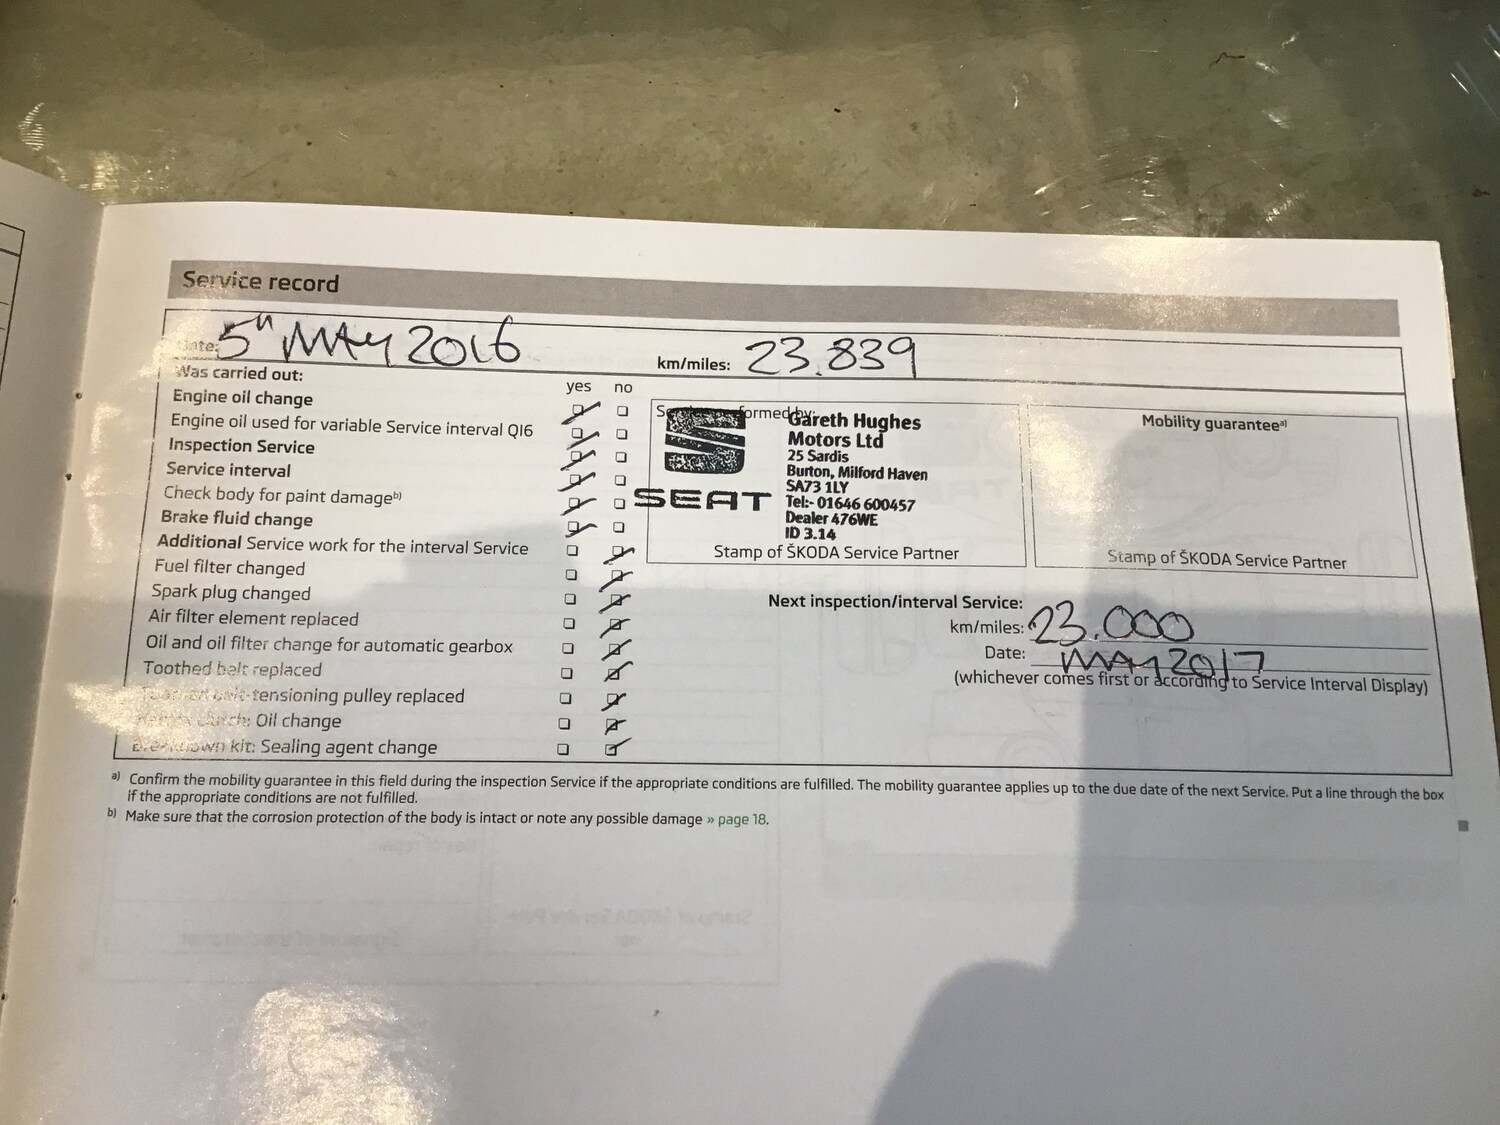 Service record
Date: 5th MAY 2016 km/miles: 23.839
Was carried out: yes no
Engine oil change
Engine oil used for variable Service interval QI6
Inspection Service
Service interval
Check body for paint damage b)
Brake fluid change
Additional Service work for the interval Service
Fuel filter changed
Spark plug changed
Air filter element replaced
Oil and oil filter change for automatic gearbox
Toothed belt replaced
tensioning pulley replaced
Oil change
Breakdown kit: Sealing agent change
Service performed by:
SEAT
Gareth Hughes
Motors Ltd
25 Sardis
Burton, Milford Haven
SA73 1LY
Tel:- 01646 600457
Dealer 476WE
ID 3.14
Stamp of ŠKODA Service Partner
Mobility guarantee a)
Stamp of ŠKODA Service Partner
Next inspection/interval Service:
km/miles: 23.000
Date: MAY 2017
(whichever comes first or according to Service Interval Display)
a) Confirm the mobility guarantee in this field during the inspection Service if the appropriate conditions are fulfilled. The mobility guarantee applies up to the due date of the next Service. Put a line through the box
if the appropriate conditions are not fulfilled.
b) Make sure that the corrosion protection of the body is intact or note any possible damage » page 18.